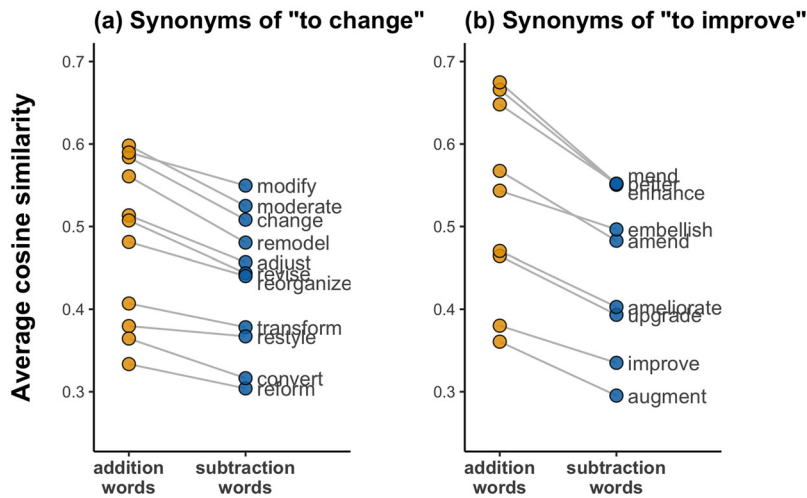 (a) Synonyms of "to change"
Average cosine similarity
0.7
0.6
0.5
0.4
0.3
modify
moderate
change
remodel
adjust
revise
reorganize
transform
restyle
convert
reform
addition
words
subtraction
words
(b) Synonyms of "to improve"
0.7
0.6
0.5
0.4
0.3
mend
better
enhance
embellish
amend
ameliorate
upgrade
improve
augment
addition
words
subtraction
words